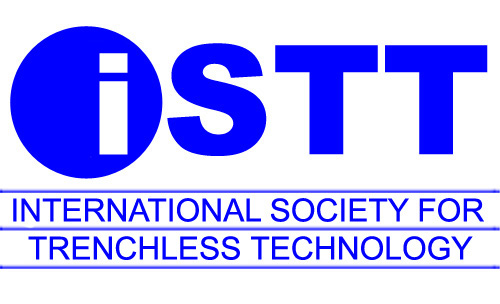 iSTT
INTERNATIONAL SOCIETY FOR
TRENCHLESS TECHNOLOGY